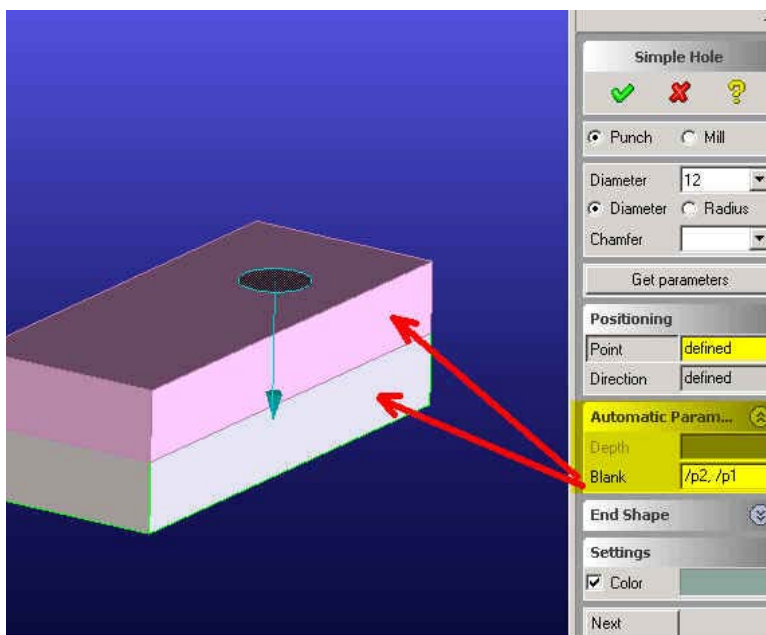 Simple Hole
Punch Mill
Diameter 12
Diameter Radius
Chamfer
Get parameters
Positioning
Point defined
Direction defined
Automatic Param...
Depth
Blank /p2, /p1
End Shape
Settings
Color
Next